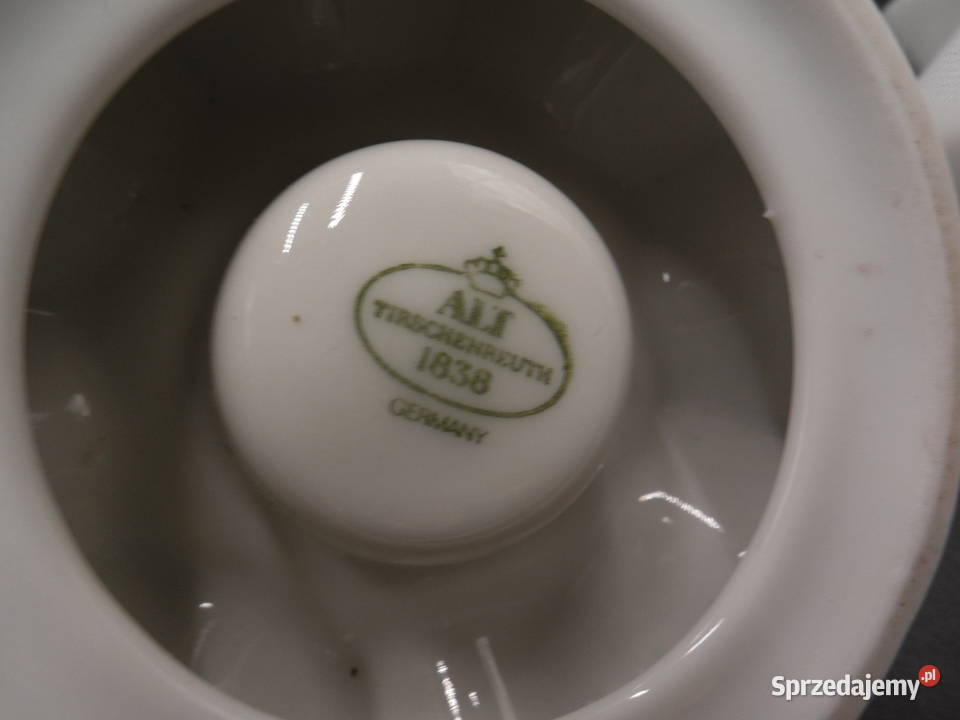 ALT
TIRSCHENREUTH
1838
GERMANY
Sprzedajemy.pl